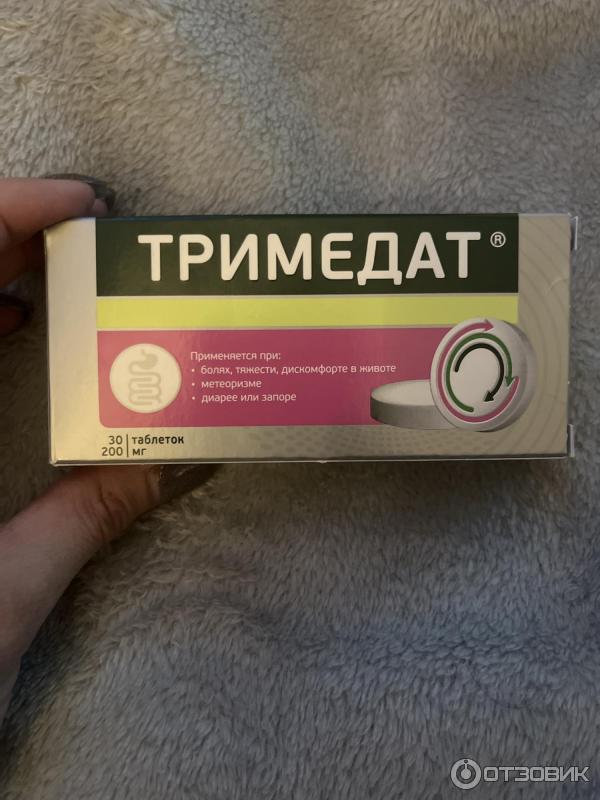 ТРИМЕДАТ®
Применяется при:
• болях, тяжести, дискомфорте в животе
• метеоризме
• диарее или запоре
30 | таблеток
200 | мг
ОТЗОВИК